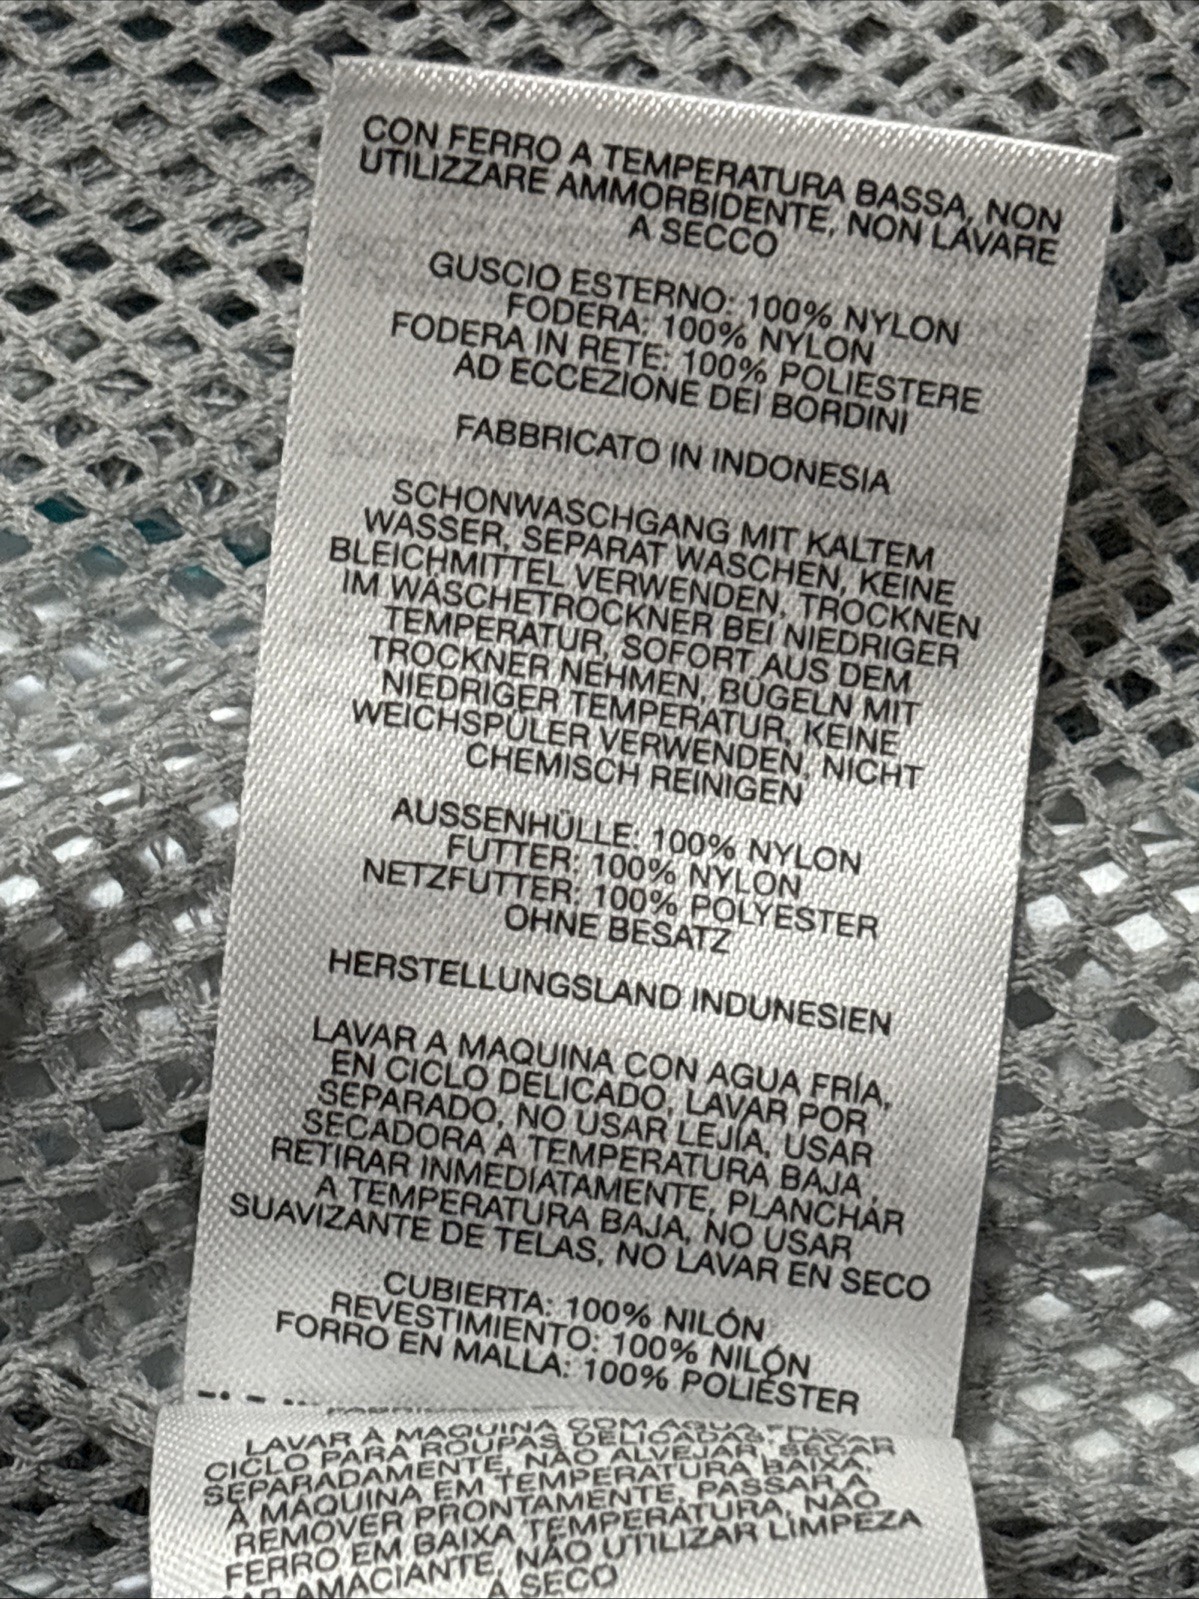 CON FERRO A TEMPERATURA BASSA, NON
UTILIZZARE AMMORBIDENTE, NON LAVARE
A SECCO
GUSCIO ESTERNO: 100% NYLON
FODERA: 100% NYLON
FODERA IN RETE: 100% POLIESTERE
AD ECCEZIONE DEI BORDINI
FABBRICATO IN INDONESIA
SCHONWASCHGANG MIT KALTEM
WASSER, SEPARAT WASCHEN, KEINE
BLEICHMITTEL VERWENDEN, TROCKNEN
IM WÄSCHETROCKNER BEI NIEDRIGER
TEMPERATUR, SOFORT AUS DEM
TROCKNER NEHMEN, BÜGELN MIT
NIEDRIGER TEMPERATUR, KEINE
WEICHSPÜLER VERWENDEN, NICHT
CHEMISCH REINIGEN
AUSSENHÜLLE: 100% NYLON
FUTTER: 100% NYLON
NETZFUTTER: 100% POLYESTER
OHNE BESATZ
HERSTELLUNGSLAND INDUNESIEN
LAVAR A MAQUINA CON AGUA FRÍA,
EN CICLO DELICADO, LAVAR POR
SEPARADO, NO USAR LEJÍA, USAR
SECADORA A TEMPERATURA BAJA ,
RETIRAR INMEDIATAMENTE, PLANCHAR
A TEMPERATURA BAJA, NO USAR
SUAVIZANTE DE TELAS, NO LAVAR EN SECO
CUBIERTA: 100% NILÓN
REVESTIMIENTO: 100% NILÓN
FORRO EN MALLA: 100% POLIÉSTER
LAVAR A MAQUINA COM AGUA
CICLO PARA ROUPAS DELICADAS, LAVAR
SEPARADAMENTE, NÃO ALVEJAR, SECAR
A MAQUINA EM TEMPERATURA BAIXA,
REMOVER PRONTAMENTE, PASSAR A
FERRO EM BAIXA TEMPERATURA, NÃO
AMACIANTE, NÃO UTILIZAR LIMPEZA
A SECO